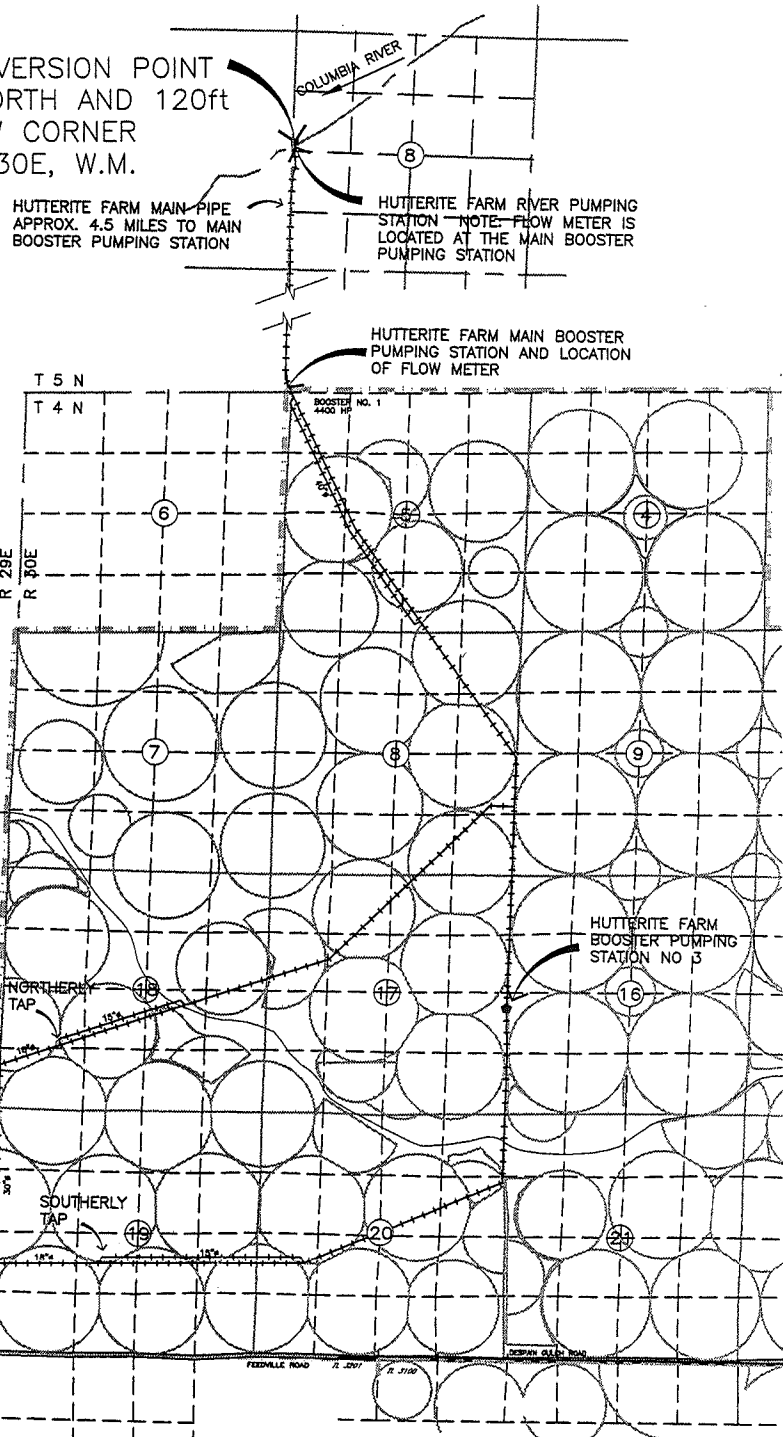 VERSION POINT
ORTH AND 120ft
CORNER
30E, W.M.
COLUMBIA RIVER
8
HUTTERITE FARM MAIN PIPE
APPROX. 4.5 MILES TO MAIN
BOOSTER PUMPING STATION
HUTTERITE FARM RIVER PUMPING
STATION NOTE: FLOW METER IS
LOCATED AT THE MAIN BOOSTER
PUMPING STATION
HUTTERITE FARM MAIN BOOSTER
PUMPING STATION AND LOCATION
OF FLOW METER
T 5 N
T 4 N
BOOSTER NO. 1
4400 HP
R 29E
R 30E
6
5
4
7
8
9
HUTTERITE FARM
BOOSTER PUMPING
STATION NO 3
NORTHERLY
TAP
18
17
16
15"ø
18"ø
30"ø
SOUTHERLY
TAP
19
20
21
18"ø
15"ø
FEEDVILLE ROAD
DESPAIN GULCH ROAD